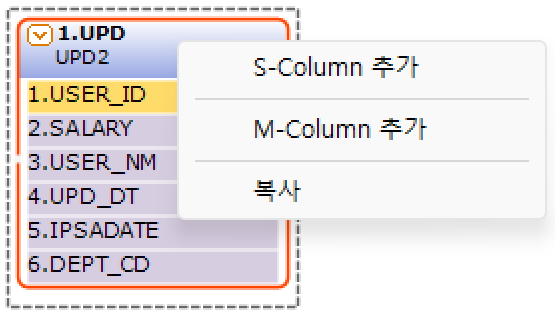 1.UPD
UPD2
1.USER_ID
2.SALARY
3.USER_NM
4.UPD_DT
5.IPSADATE
6.DEPT_CD
S-Column 추가
M-Column 추가
복사